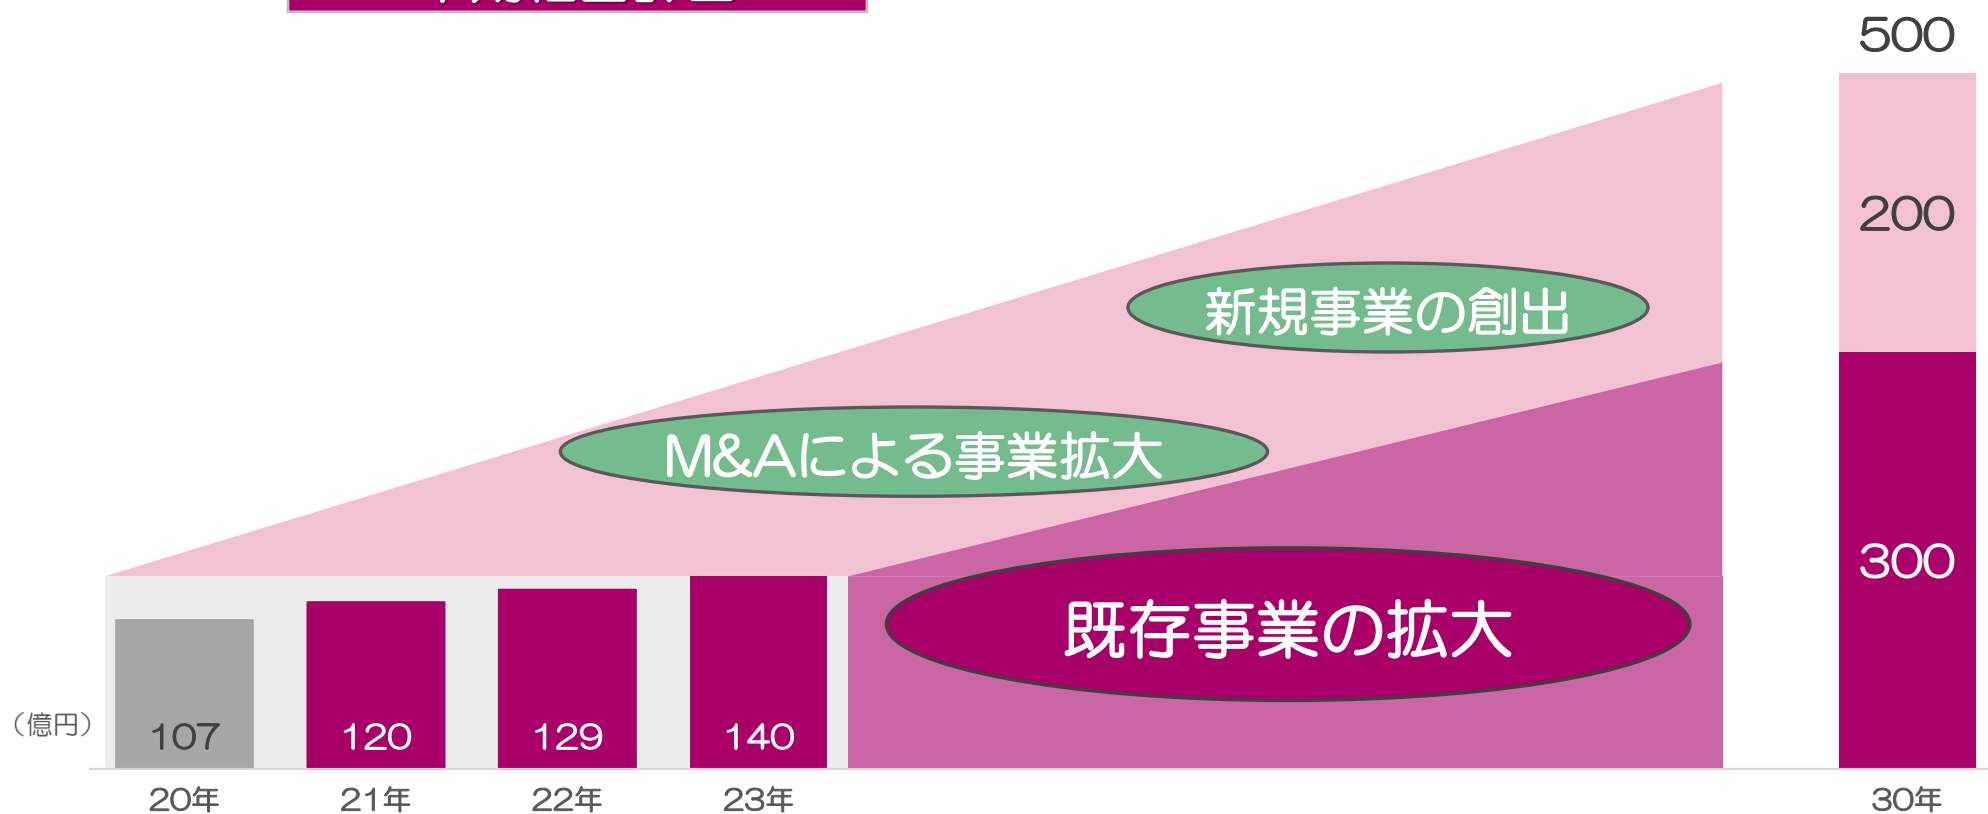 500
200
新規事業の創出
M&Aによる事業拡大
300
既存事業の拡大
（億円）
107
120
129
140
20年
21年
22年
23年
30年